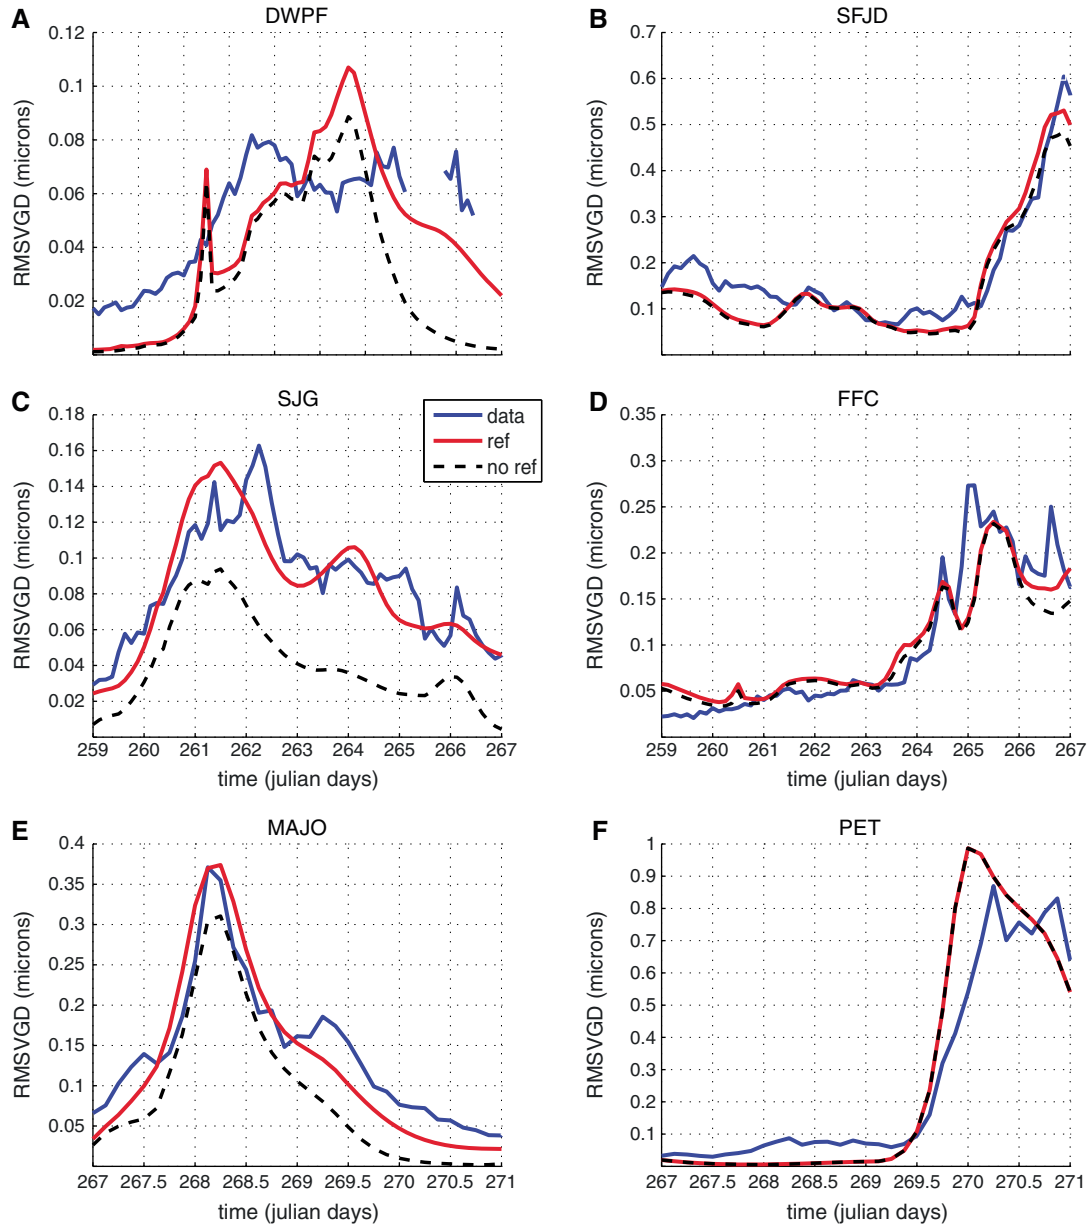 A
DWPF
0.12
0.1
0.08
0.06
0.04
0.02
RMSVGD (microns)
B
SFJD
0.7
0.6
0.5
0.4
0.3
0.2
0.1
RMSVGD (microns)
C
SJG
0.18
0.16
0.14
0.12
0.1
0.08
0.06
0.04
0.02
RMSVGD (microns)
data
ref
no ref
259 260 261 262 263 264 265 266 267
time (julian days)
D
FFC
0.35
0.3
0.25
0.2
0.15
0.1
0.05
RMSVGD (microns)
259 260 261 262 263 264 265 266 267
time (julian days)
E
MAJO
0.4
0.35
0.3
0.25
0.2
0.15
0.1
0.05
RMSVGD (microns)
267 267.5 268 268.5 269 269.5 270 270.5 271
time (julian days)
F
PET
1
0.9
0.8
0.7
0.6
0.5
0.4
0.3
0.2
0.1
RMSVGD (microns)
267 267.5 268 268.5 269 269.5 270 270.5 271
time (julian days)